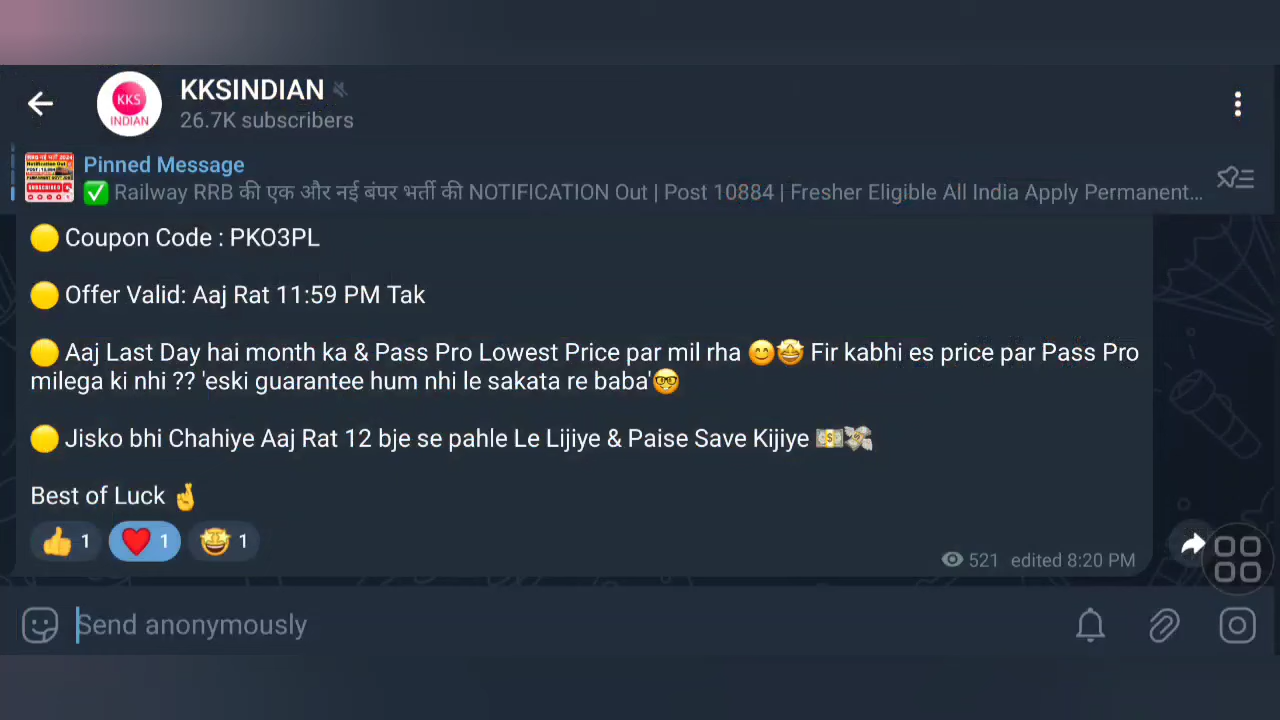 KKSINDIAN
26.7K subscribers
KKS
INDIAN
Pinned Message
✅ Railway RRB की एक और नई बंपर भर्ती की NOTIFICATION Out | Post 10884 | Fresher Eligible All India Apply Permanent...
🟡 Coupon Code : PKO3PL
🟡 Offer Valid: Aaj Rat 11:59 PM Tak
🟡 Aaj Last Day hai month ka & Pass Pro Lowest Price par mil rha 😊🤩 Fir kabhi es price par Pass Pro
milega ki nhi ?? 'eski guarantee hum nhi le sakata re baba'🤓
🟡 Jisko bhi Chahiye Aaj Rat 12 bje se pahle Le Lijiye & Paise Save Kijiye 💵💸
Best of Luck 🤞
👍 1 ❤️ 1 🤩 1
521 edited 8:20 PM
Send anonymously